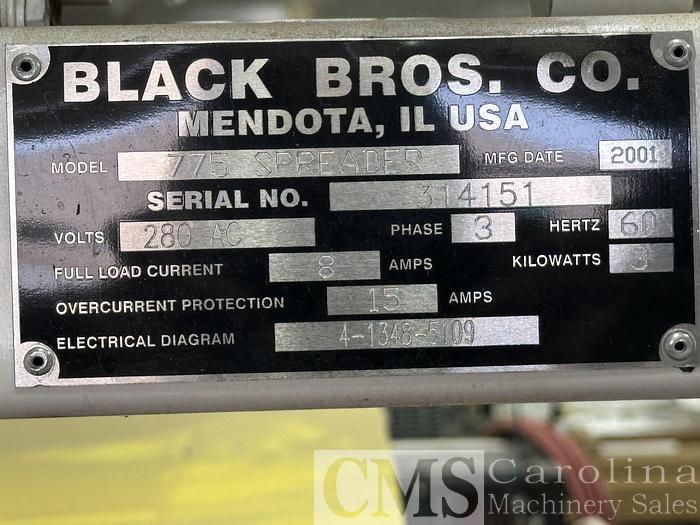 BLACK BROS. CO.
MENDOTA, IL USA
MODEL 775 SPREADER MFG DATE 2001
SERIAL NO. 314151
VOLTS 280 AC PHASE 3 HERTZ 60
FULL LOAD CURRENT 8 AMPS KILOWATTS 3
OVERCURRENT PROTECTION 15 AMPS
ELECTRICAL DIAGRAM 4-1348-5109
CMS Carolina
Machinery Sales